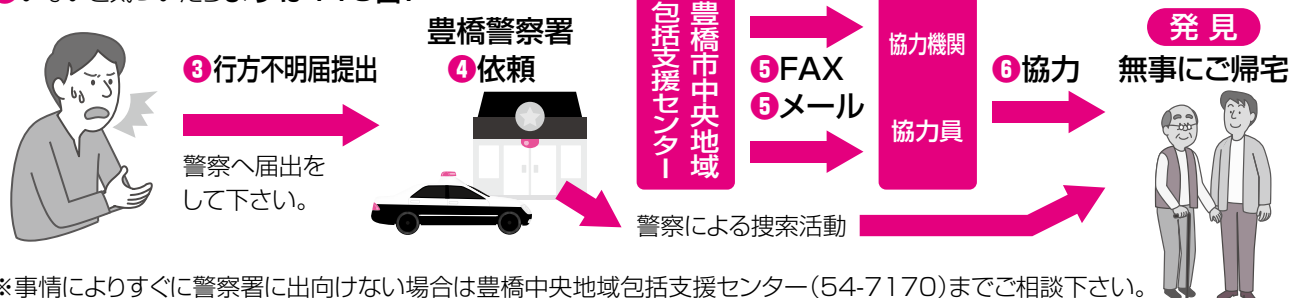 ❸行方不明届提出
警察へ届出を
して下さい。
豊橋警察署
❹依頼
豊橋市中央地域
包括支援センター
❺FAX
❺メール
協力機関
協力員
❻協力
発見
無事にご帰宅
警察による捜索活動
※事情によりすぐに警察署に出向けない場合は豊橋中央地域包括支援センター(54-7170)までご相談下さい。